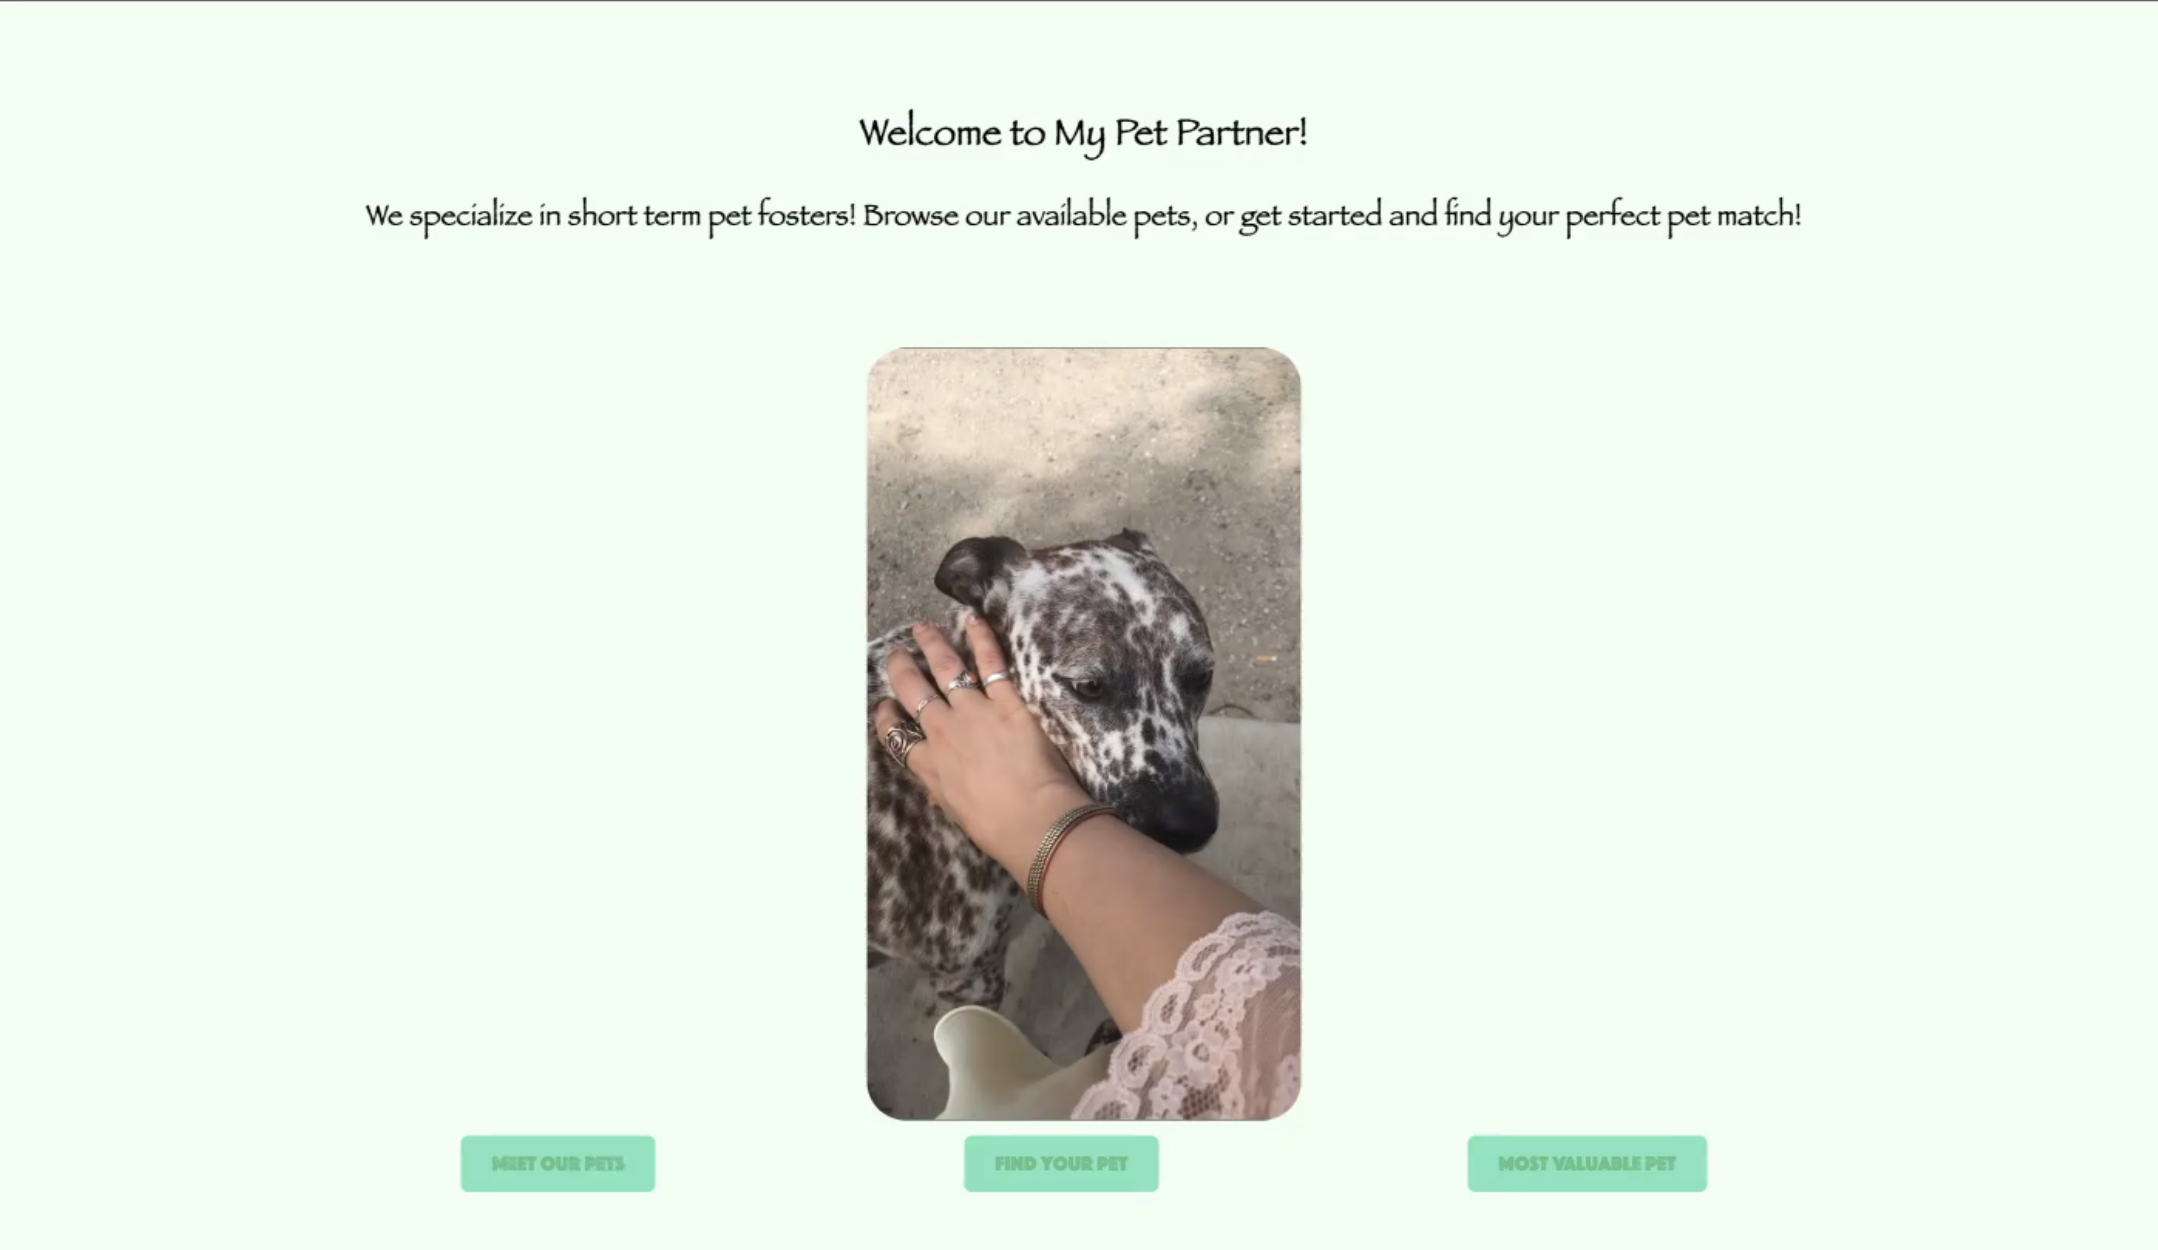 Welcome to My Pet Partner!
We specialize in short term pet fosters! Browse our available pets, or get started and find your perfect pet match!
MEET OUR PETS
FIND YOUR PET
MOST VALUABLE PET